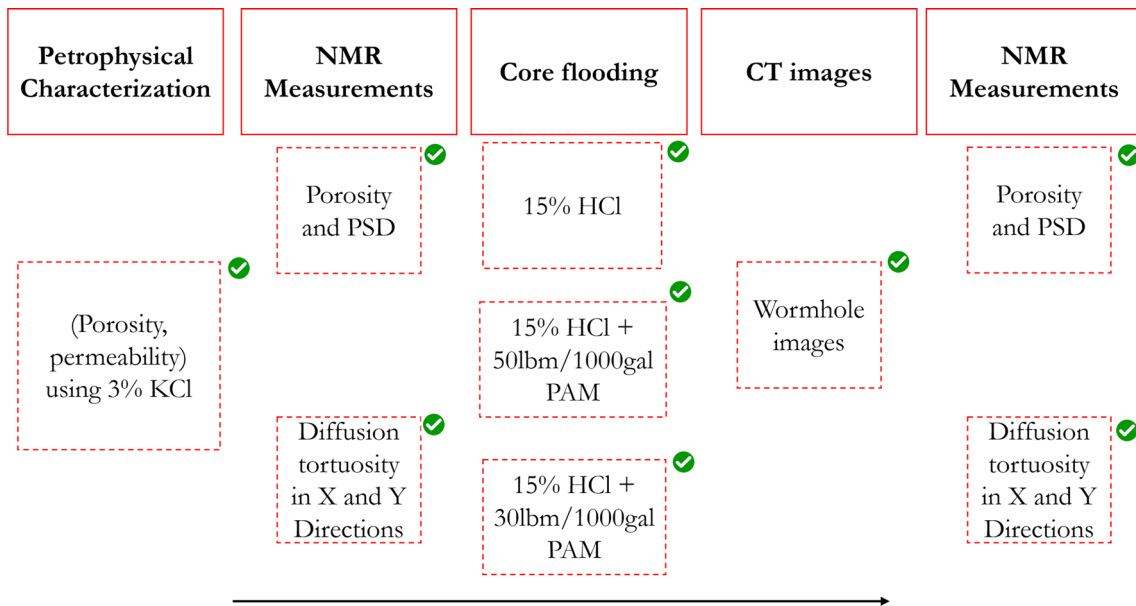 Petrophysical
Characterization
NMR
Measurements
Core flooding
CT images
NMR
Measurements
(Porosity,
permeability)
using 3% KCl
Porosity
and PSD
Diffusion
tortuosity
in X and Y
Directions
15% HCl
15% HCl +
50lbm/1000gal
PAM
15% HCl +
30lbm/1000gal
PAM
Wormhole
images
Porosity
and PSD
Diffusion
tortuosity
in X and Y
Directions